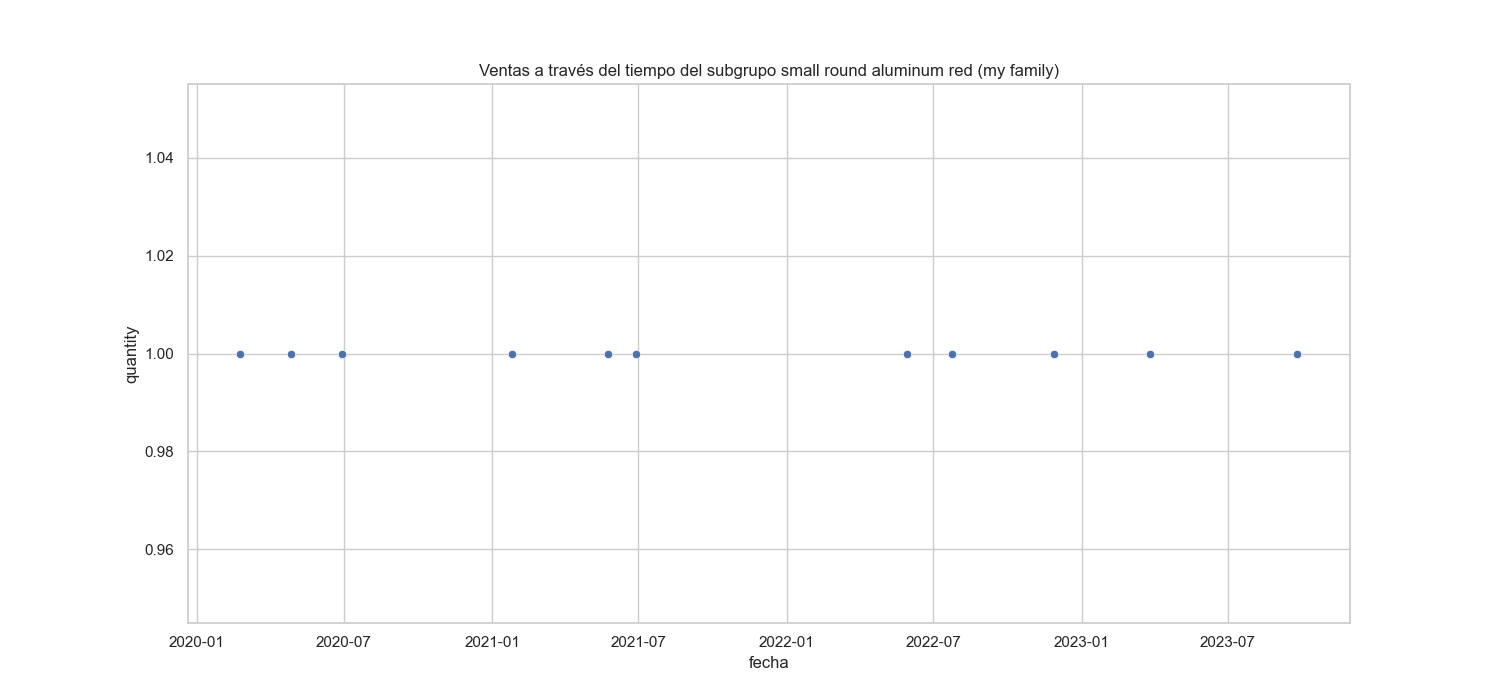 Ventas a través del tiempo del subgrupo small round aluminum red (my family)
1.04
1.02
1.00
0.98
0.96
quantity
2020-01 2020-07 2021-01 2021-07 2022-01 2022-07 2023-01 2023-07
fecha